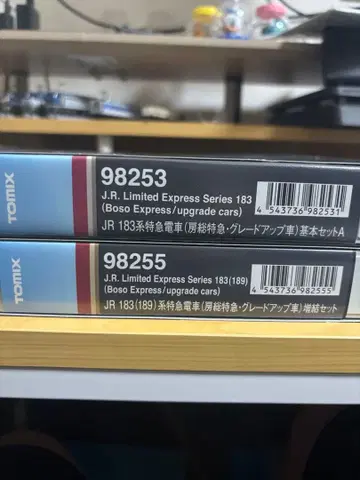 TOMIX
98253
J.R. Limited Express Series 183
(Boso Express/upgrade cars)
JR 183系特急電車(房総特急・グレードアップ車)基本セットA
4 543736 982531
TOMIX
98255
J.R. Limited Express Series 183(189)
(Boso Express/upgrade cars)
JR 183(189)系特急電車(房総特急・グレードアップ車)増結セット
4 543736 982555